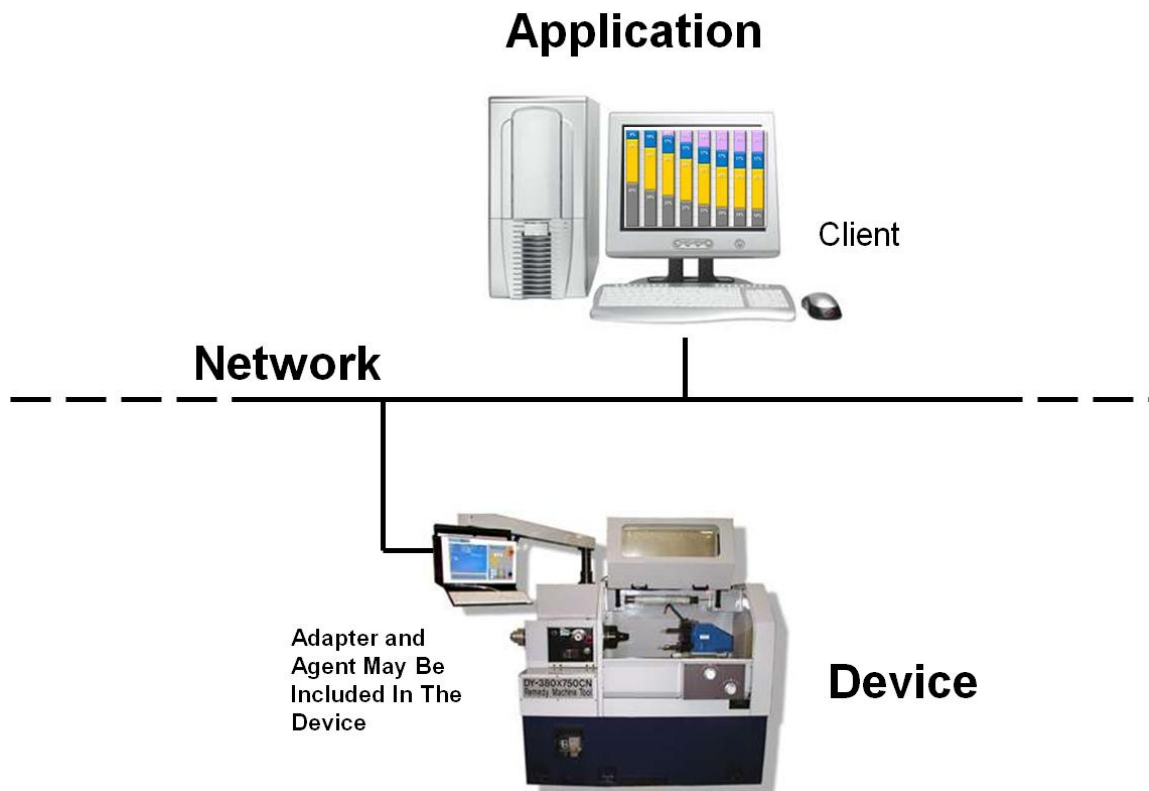 Application
Client
Network
Adapter and
Agent May Be
Included In The
Device
Device
DY-380X750CN
Remedy Machine Tool